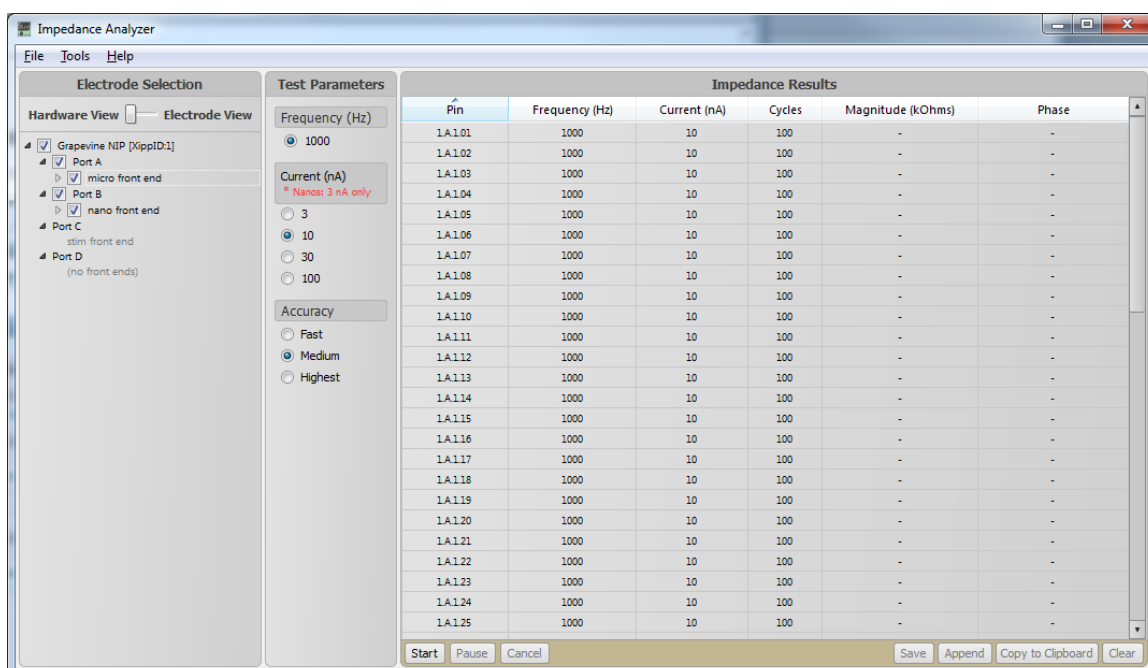 Impedance Analyzer
File Tools Help
Electrode Selection
Hardware View Electrode View
Grapevine NIP [XippID:1]
Port A
micro front end
Port B
nano front end
Port C
stim front end
Port D
(no front ends)
Test Parameters
Frequency (Hz)
1000
Current (nA)
* Nanos: 3 nA only
3
10
30
100
Accuracy
Fast
Medium
Highest
Impedance Results
Pin Frequency (Hz) Current (nA) Cycles Magnitude (kOhms) Phase
1.A.1.01 1000 10 100 - -
1.A.1.02 1000 10 100 - -
1.A.1.03 1000 10 100 - -
1.A.1.04 1000 10 100 - -
1.A.1.05 1000 10 100 - -
1.A.1.06 1000 10 100 - -
1.A.1.07 1000 10 100 - -
1.A.1.08 1000 10 100 - -
1.A.1.09 1000 10 100 - -
1.A.1.10 1000 10 100 - -
1.A.1.11 1000 10 100 - -
1.A.1.12 1000 10 100 - -
1.A.1.13 1000 10 100 - -
1.A.1.14 1000 10 100 - -
1.A.1.15 1000 10 100 - -
1.A.1.16 1000 10 100 - -
1.A.1.17 1000 10 100 - -
1.A.1.18 1000 10 100 - -
1.A.1.19 1000 10 100 - -
1.A.1.20 1000 10 100 - -
1.A.1.21 1000 10 100 - -
1.A.1.22 1000 10 100 - -
1.A.1.23 1000 10 100 - -
1.A.1.24 1000 10 100 - -
1.A.1.25 1000 10 100 - -
Start Pause Cancel Save Append Copy to Clipboard Clear